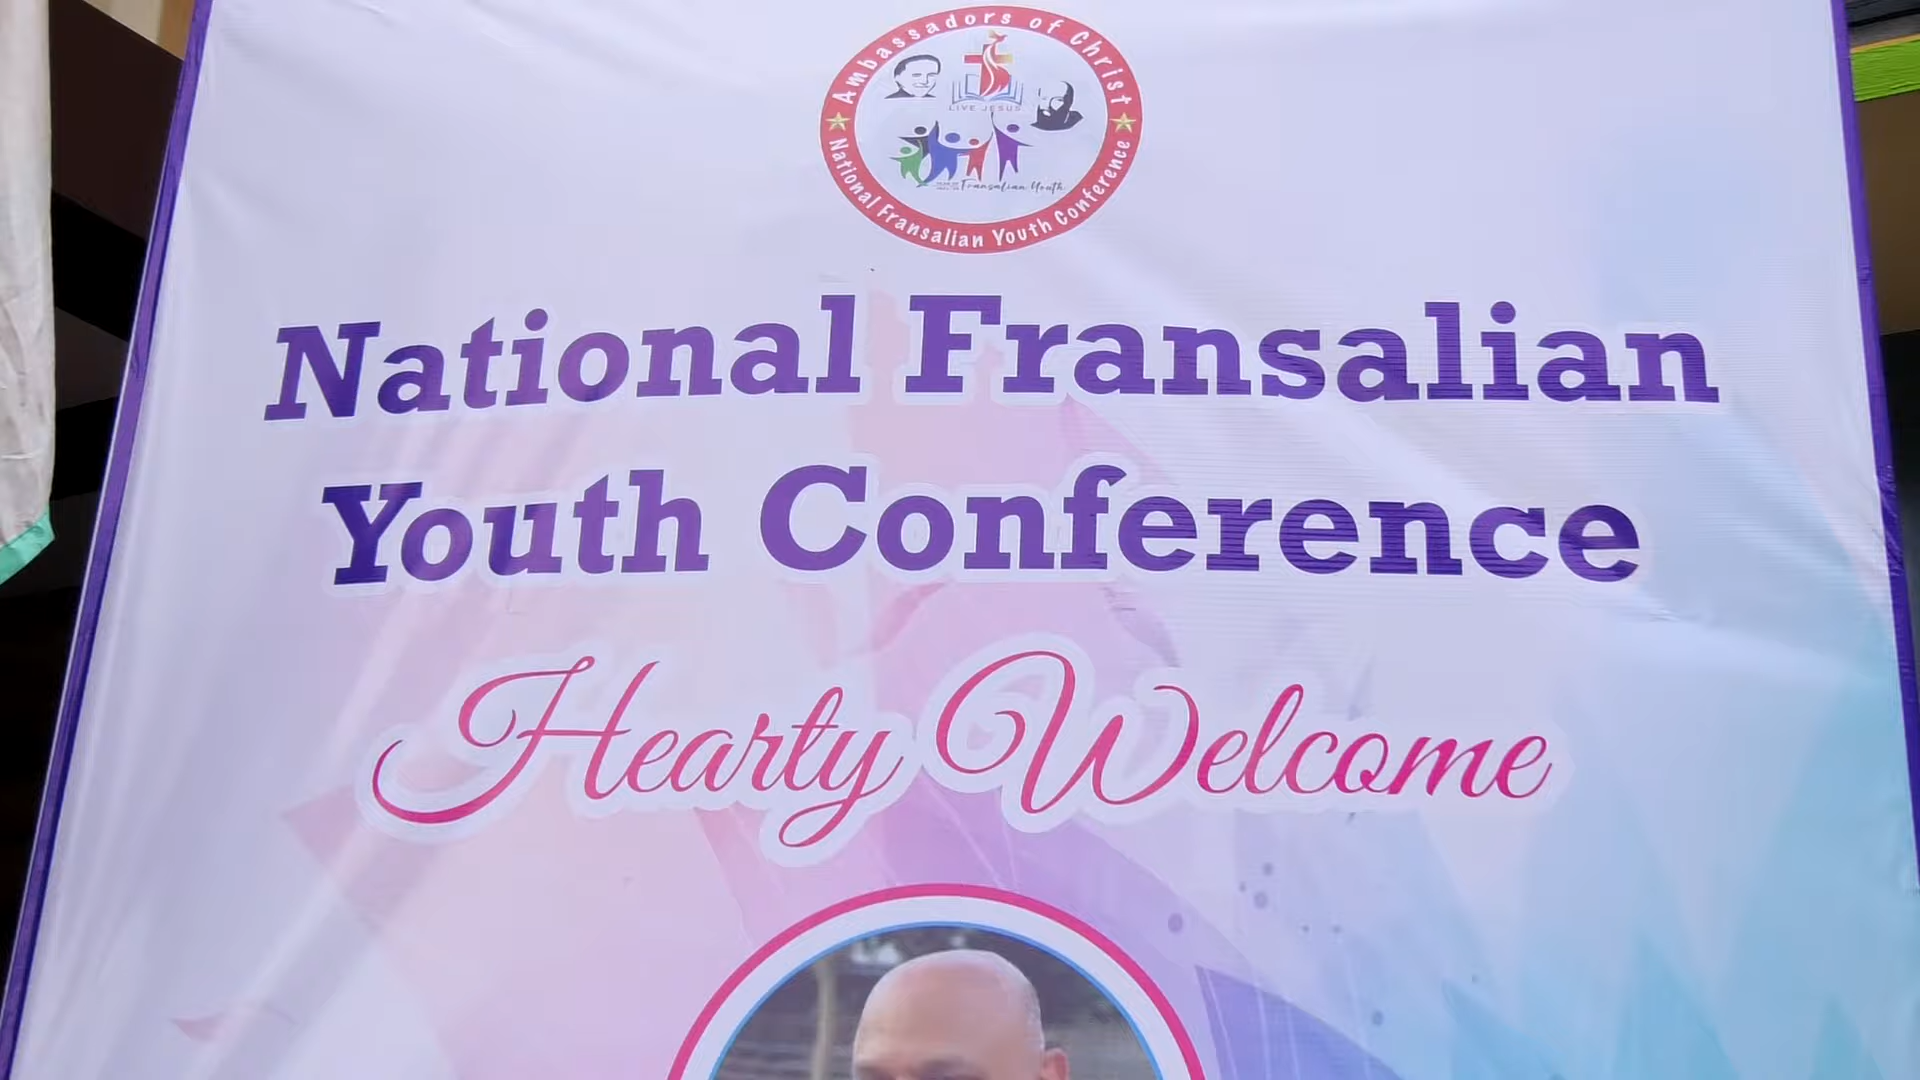 Ambassadors of Christ
LIVE JESUS
Fransalian Youth
National Fransalian Youth Conference
National Fransalian
Youth Conference
Hearty Welcome